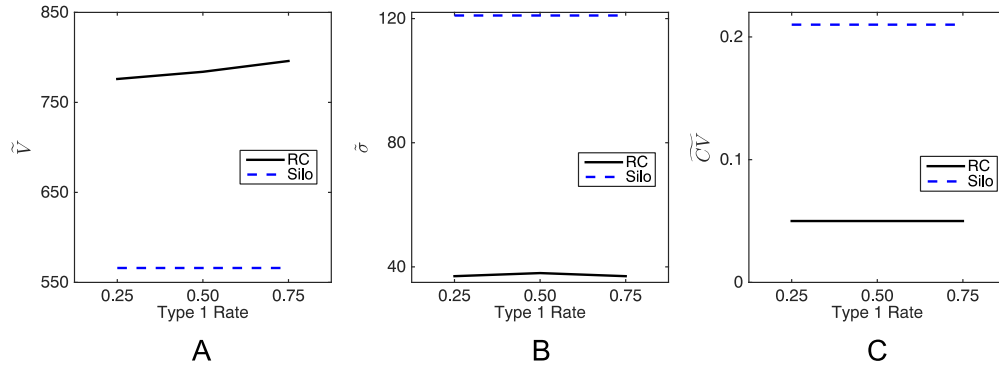 850
750
650
550
Ṽ
RC
Silo
0.25 0.50 0.75
Type 1 Rate
A
120
80
40
σ̃
RC
Silo
0.25 0.50 0.75
Type 1 Rate
B
0.2
0.1
0
C͠V
RC
Silo
0.25 0.50 0.75
Type 1 Rate
C